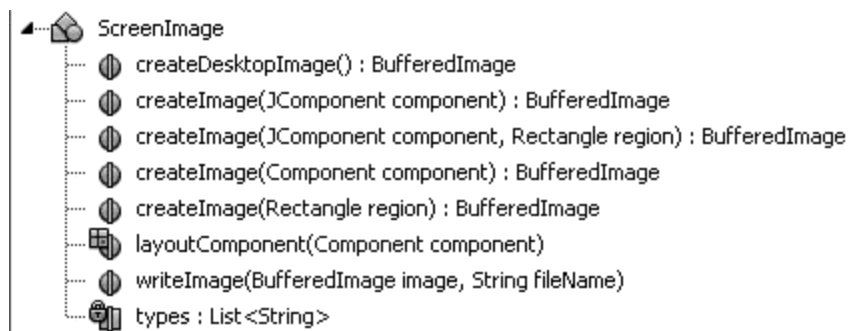 ScreenImage
createDesktopImage() : BufferedImage
createImage(JComponent component) : BufferedImage
createImage(JComponent component, Rectangle region) : BufferedImage
createImage(Component component) : BufferedImage
createImage(Rectangle region) : BufferedImage
layoutComponent(Component component)
writeImage(BufferedImage image, String fileName)
types : List<String>